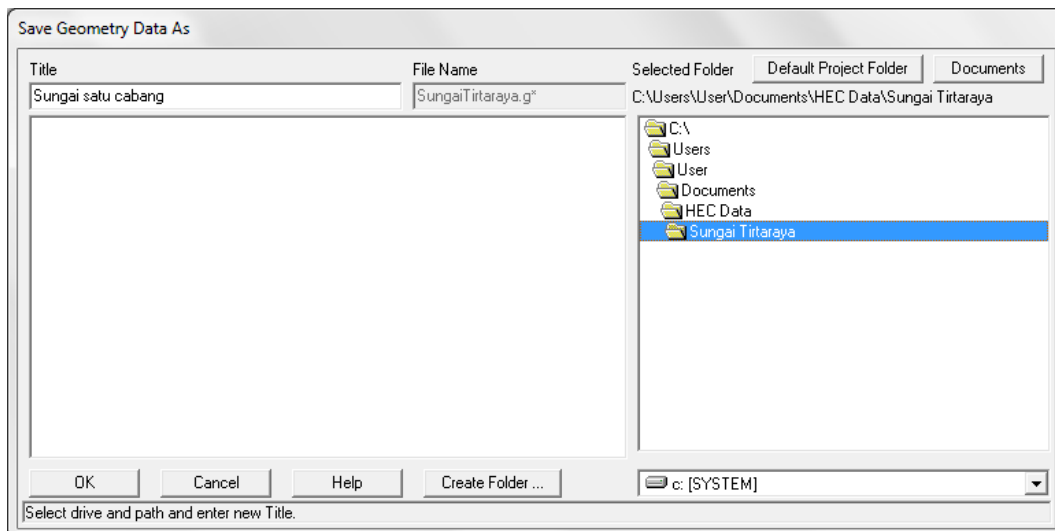 Save Geometry Data As
Title
File Name
Selected Folder
Default Project Folder
Documents
Sungai satu cabang
SungaiTirtaraya.g*
C:\Users\User\Documents\HEC Data\Sungai Tirtaraya
C:\
Users
User
Documents
HEC Data
Sungai Tirtaraya
OK
Cancel
Help
Create Folder ...
c: [SYSTEM]
Select drive and path and enter new Title.